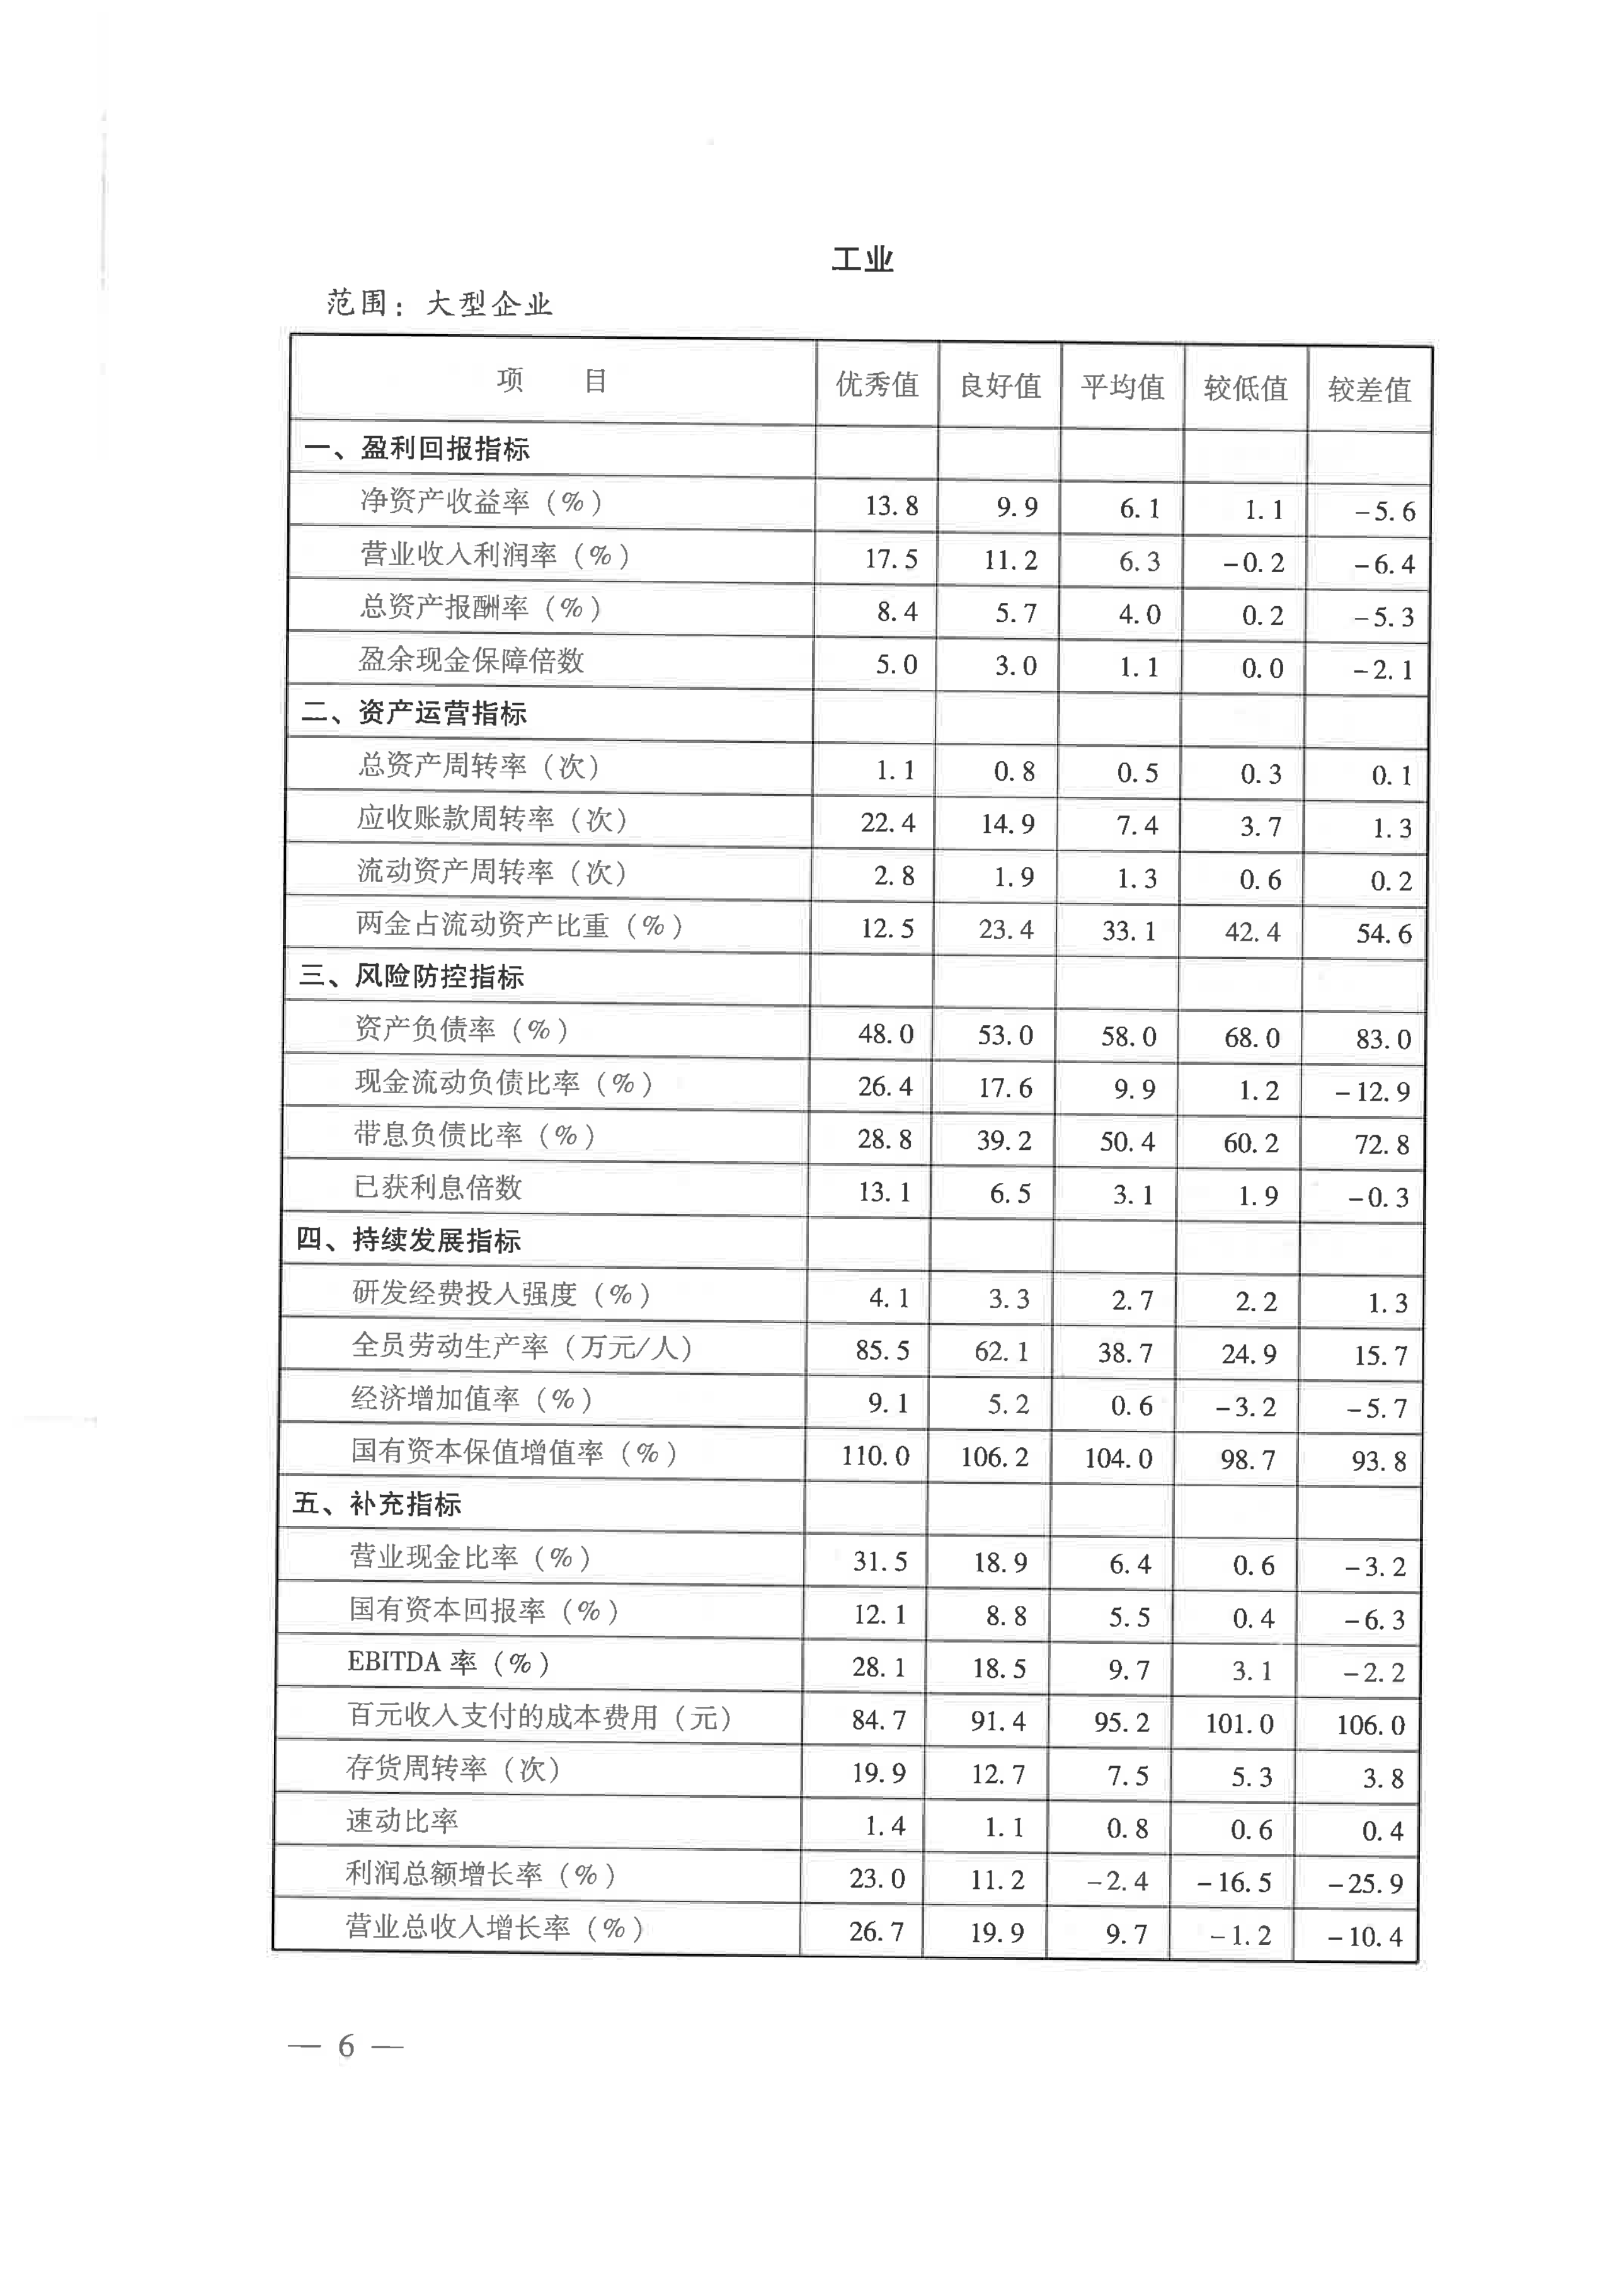 工业
范围：大型企业
项 目 优秀值 良好值 平均值 较低值 较差值
一、盈利回报指标
净资产收益率（%） 13.8 9.9 6.1 1.1 -5.6
营业收入利润率（%） 17.5 11.2 6.3 -0.2 -6.4
总资产报酬率（%） 8.4 5.7 4.0 0.2 -5.3
盈余现金保障倍数 5.0 3.0 1.1 0.0 -2.1
二、资产运营指标
总资产周转率（次） 1.1 0.8 0.5 0.3 0.1
应收账款周转率（次） 22.4 14.9 7.4 3.7 1.3
流动资产周转率（次） 2.8 1.9 1.3 0.6 0.2
两金占流动资产比重（%） 12.5 23.4 33.1 42.4 54.6
三、风险防控指标
资产负债率（%） 48.0 53.0 58.0 68.0 83.0
现金流动负债比率（%） 26.4 17.6 9.9 1.2 -12.9
带息负债比率（%） 28.8 39.2 50.4 60.2 72.8
已获利息倍数 13.1 6.5 3.1 1.9 -0.3
四、持续发展指标
研发经费投入强度（%） 4.1 3.3 2.7 2.2 1.3
全员劳动生产率（万元/人） 85.5 62.1 38.7 24.9 15.7
经济增加值率（%） 9.1 5.2 0.6 -3.2 -5.7
国有资本保值增值率（%） 110.0 106.2 104.0 98.7 93.8
五、补充指标
营业现金比率（%） 31.5 18.9 6.4 0.6 -3.2
国有资本回报率（%） 12.1 8.8 5.5 0.4 -6.3
EBITDA 率（%） 28.1 18.5 9.7 3.1 -2.2
百元收入支付的成本费用（元） 84.7 91.4 95.2 101.0 106.0
存货周转率（次） 19.9 12.7 7.5 5.3 3.8
速动比率 1.4 1.1 0.8 0.6 0.4
利润总额增长率（%） 23.0 11.2 -2.4 -16.5 -25.9
营业总收入增长率（%） 26.7 19.9 9.7 -1.2 -10.4
— 6 —